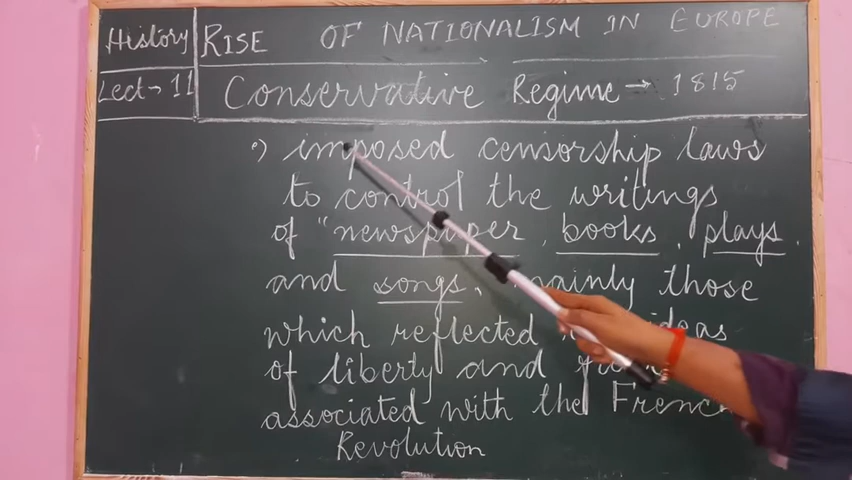 History
Lect → 11
RISE OF NATIONALISM IN EUROPE
Conservative Regime → 1815
•) imposed censorship laws
to control the writings
of "newspaper, books, plays,
and songs, mainly those
which reflected ideas
of liberty and
associated with the French
Revolution